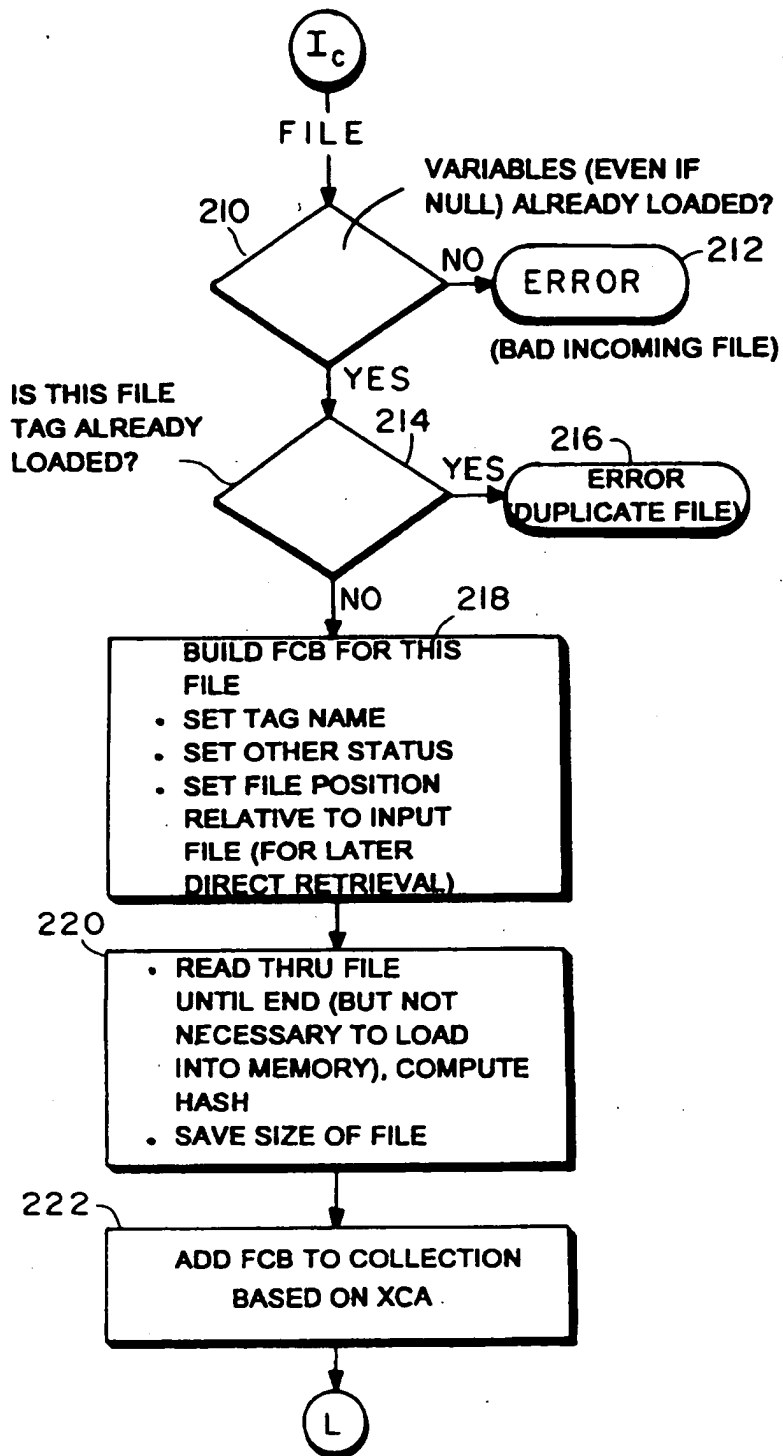 Ic
FILE
VARIABLES (EVEN IF
NULL) ALREADY LOADED?
210
NO
ERROR
212
(BAD INCOMING FILE)
YES
IS THIS FILE
TAG ALREADY
LOADED?
214
YES
216
ERROR
(DUPLICATE FILE)
NO
218
BUILD FCB FOR THIS
FILE
• SET TAG NAME
• SET OTHER STATUS
• SET FILE POSITION
RELATIVE TO INPUT
FILE (FOR LATER
DIRECT RETRIEVAL)
220
• READ THRU FILE
UNTIL END (BUT NOT
NECESSARY TO LOAD
INTO MEMORY), COMPUTE
HASH
• SAVE SIZE OF FILE
222
ADD FCB TO COLLECTION
BASED ON XCA
L